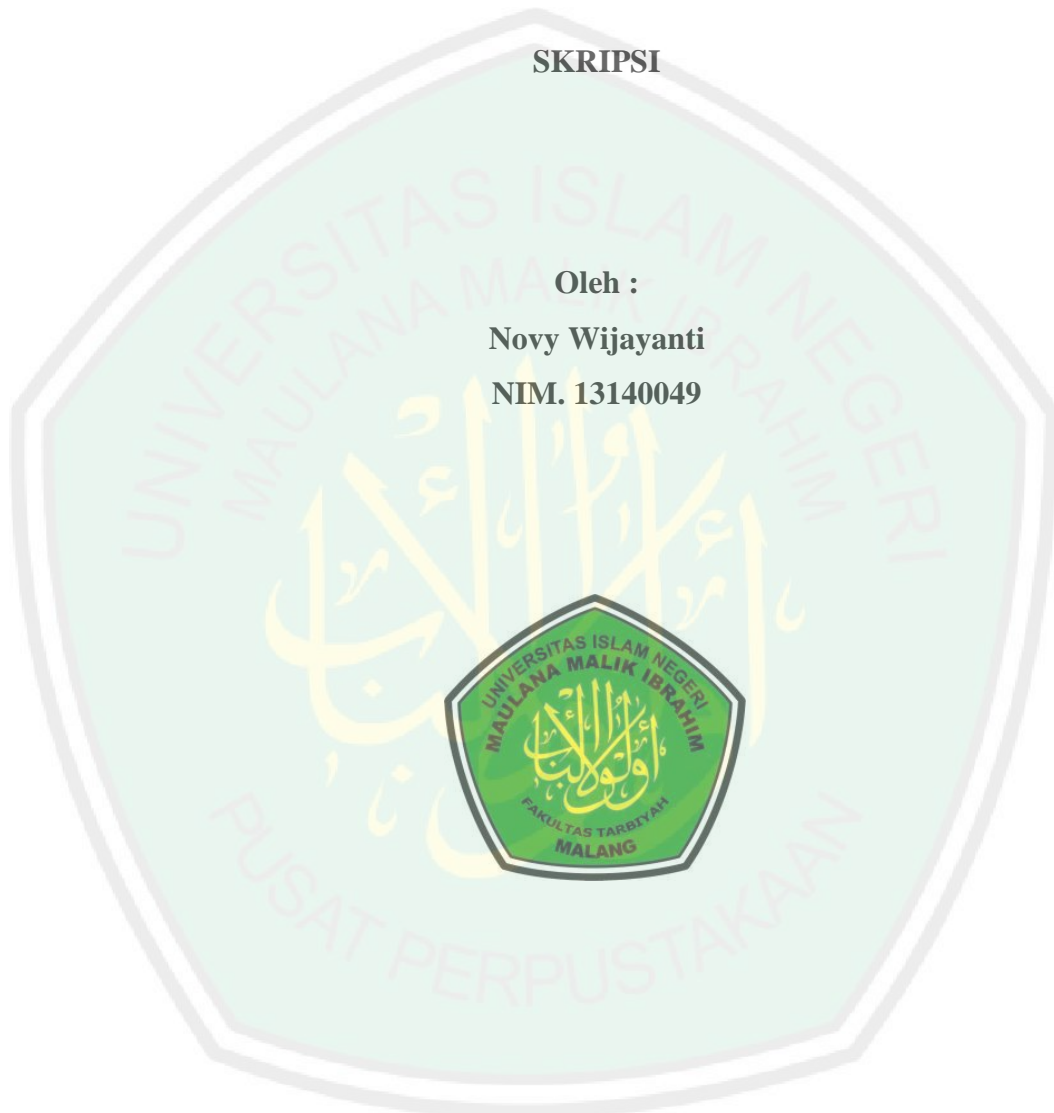 SKRIPSI
Oleh :
Novy Wijayanti
NIM. 13140049
UNIVERSITAS ISLAM NEGERI
MAULANA MALIK IBRAHIM
PUSAT PERPUSTAKAAN
UNIVERSITAS ISLAM NEGERI
MAULANA MALIK IBRAHIM
FAKULTAS TARBIYAH
MALANG